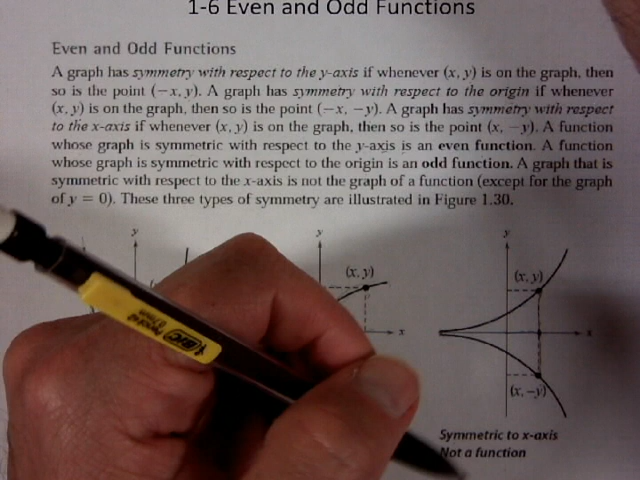 1-6 Even and Odd Functions
Even and Odd Functions
A graph has symmetry with respect to the y-axis if whenever (x, y) is on the graph, then
so is the point (−x, y). A graph has symmetry with respect to the origin if whenever
(x, y) is on the graph, then so is the point (−x, −y). A graph has symmetry with respect
to the x-axis if whenever (x, y) is on the graph, then so is the point (x, −y). A function
whose graph is symmetric with respect to the y-axis is an even function. A function
whose graph is symmetric with respect to the origin is an odd function. A graph that is
symmetric with respect to the x-axis is not the graph of a function (except for the graph
of y = 0). These three types of symmetry are illustrated in Figure 1.30.
y
y
y
(x, y)
(x, y)
x
x
(x, −y)
BIC
Symmetric to x-axis
Not a function